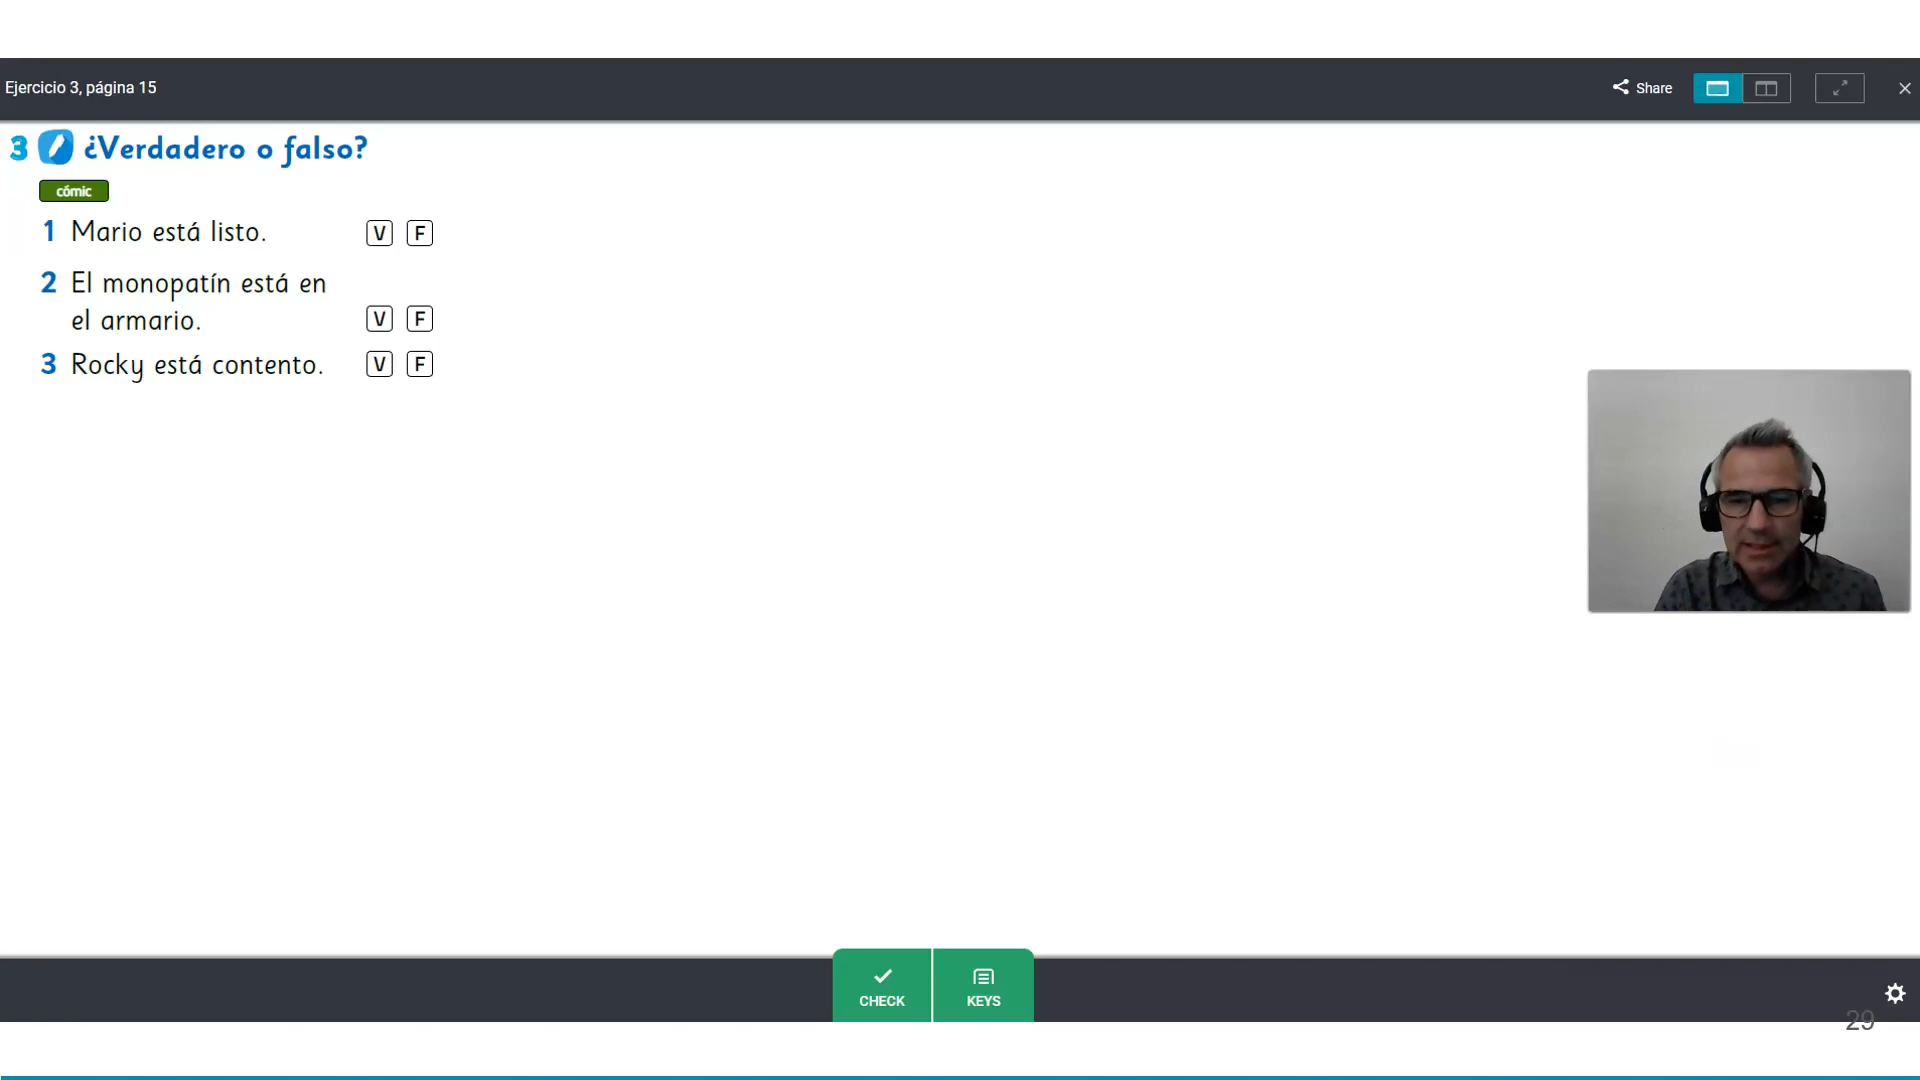 Ejercicio 3, página 15
Share
3 ¿Verdadero o falso?
cómic
1 Mario está listo. V F
2 El monopatín está en
el armario. V F
3 Rocky está contento. V F
CHECK KEYS
29